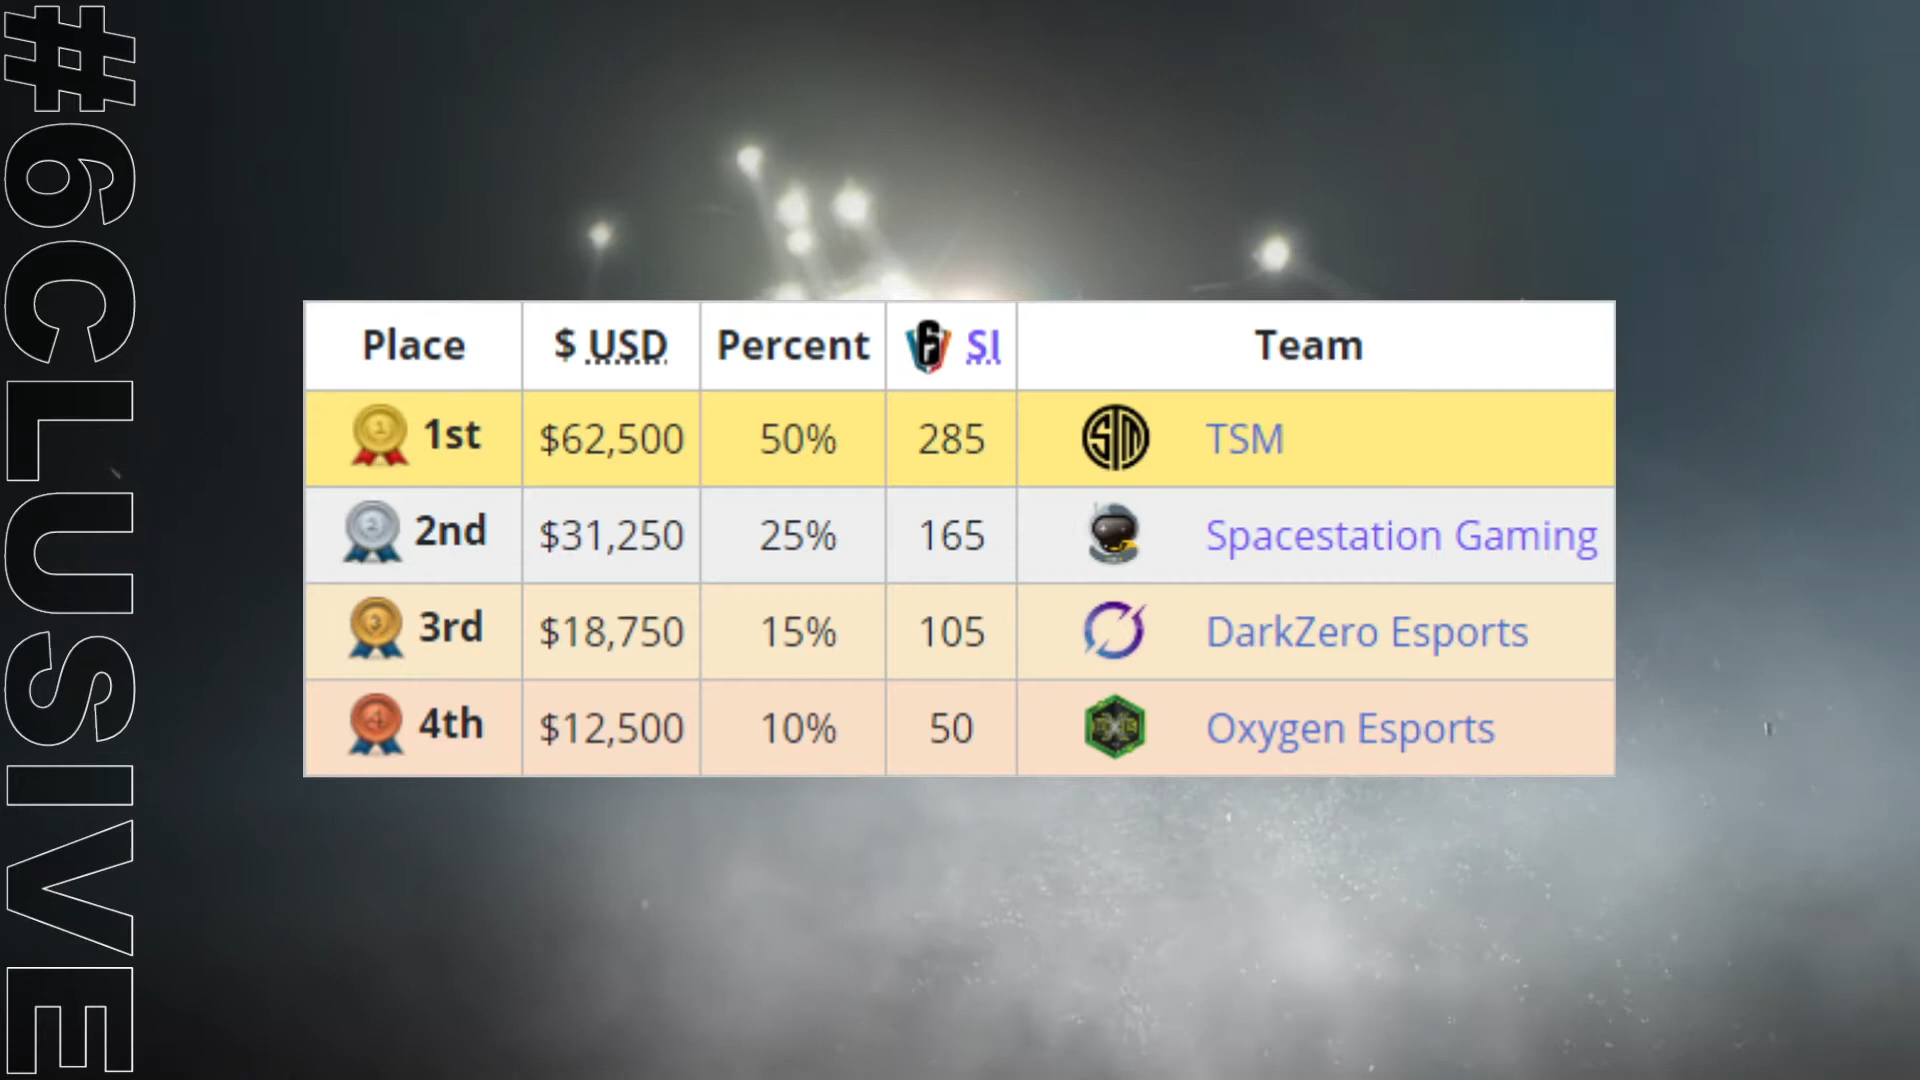 #6CLUSIVE
Place $ USD Percent SI Team
1st $62,500 50% 285 TSM
2nd $31,250 25% 165 Spacestation Gaming
3rd $18,750 15% 105 DarkZero Esports
4th $12,500 10% 50 Oxygen Esports